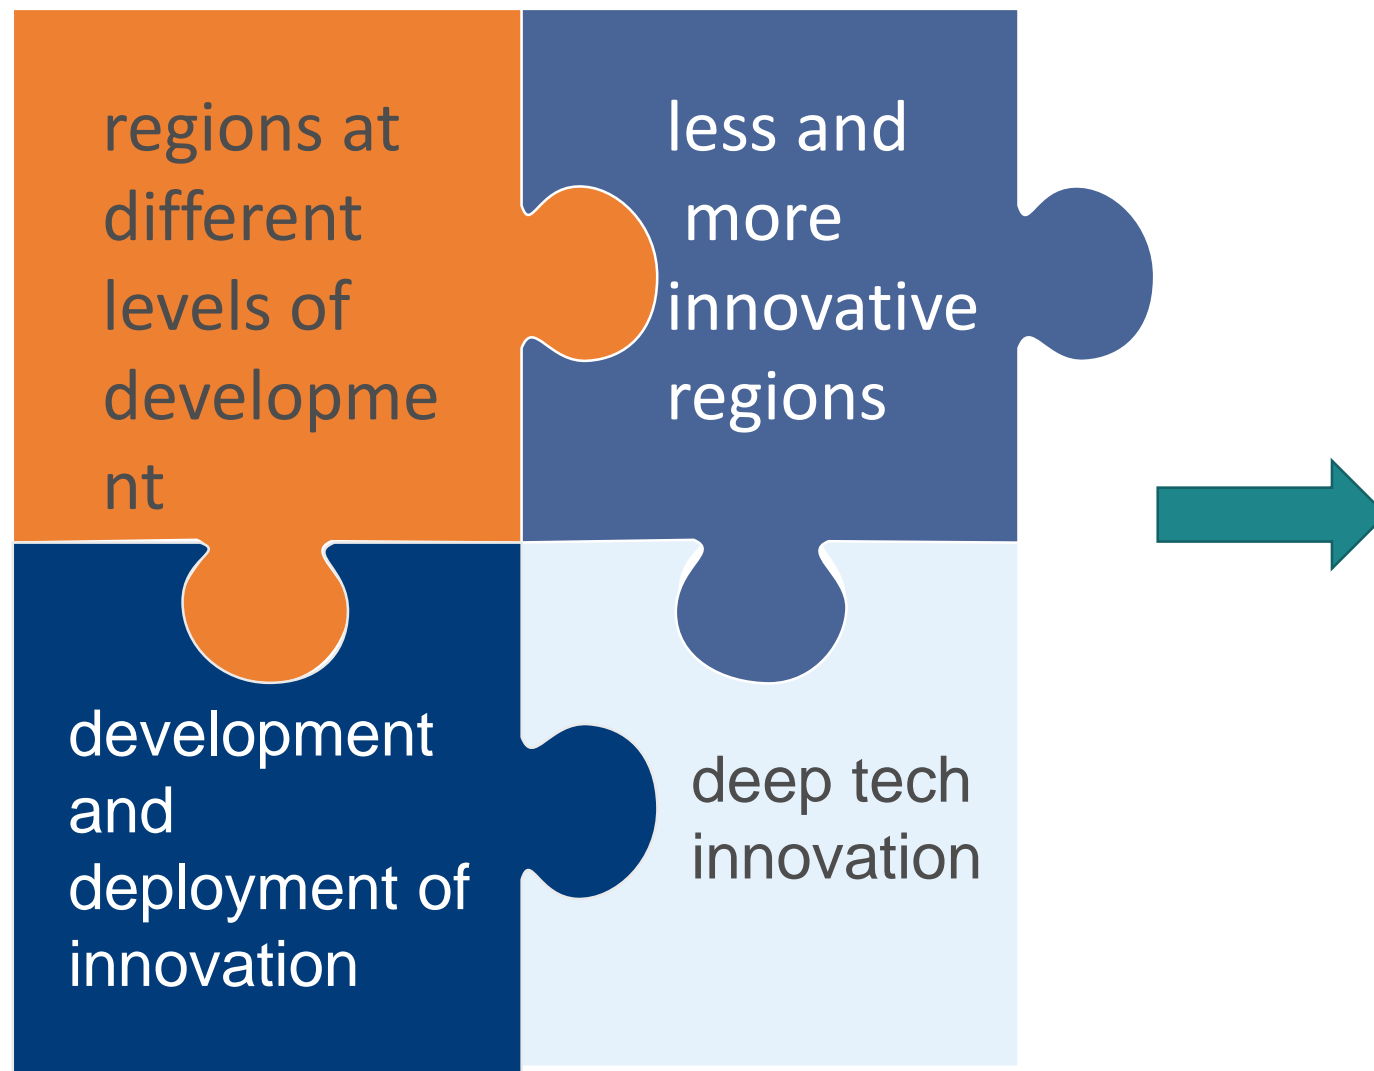 regions at
different
levels of
developme
nt
less and
more
innovative
regions
development
and
deployment of
innovation
deep tech
innovation